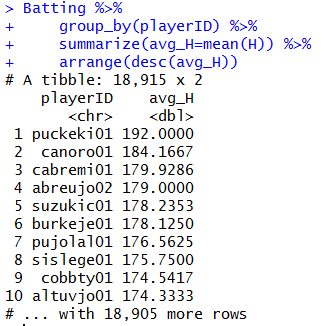 > Batting %>%
+     group_by(playerID) %>%
+     summarize(avg_H=mean(H)) %>%
+     arrange(desc(avg_H))
# A tibble: 18,915 x 2
    playerID    avg_H
       <chr>    <dbl>
 1 puckeki01 192.0000
 2  canoro01 184.1667
 3 cabremi01 179.9286
 4 abreujo02 179.0000
 5 suzukic01 178.2353
 6 burkeje01 178.1250
 7 pujolal01 176.5625
 8 sislege01 175.7500
 9  cobbty01 174.5417
10 altuvjo01 174.3333
# ... with 18,905 more rows